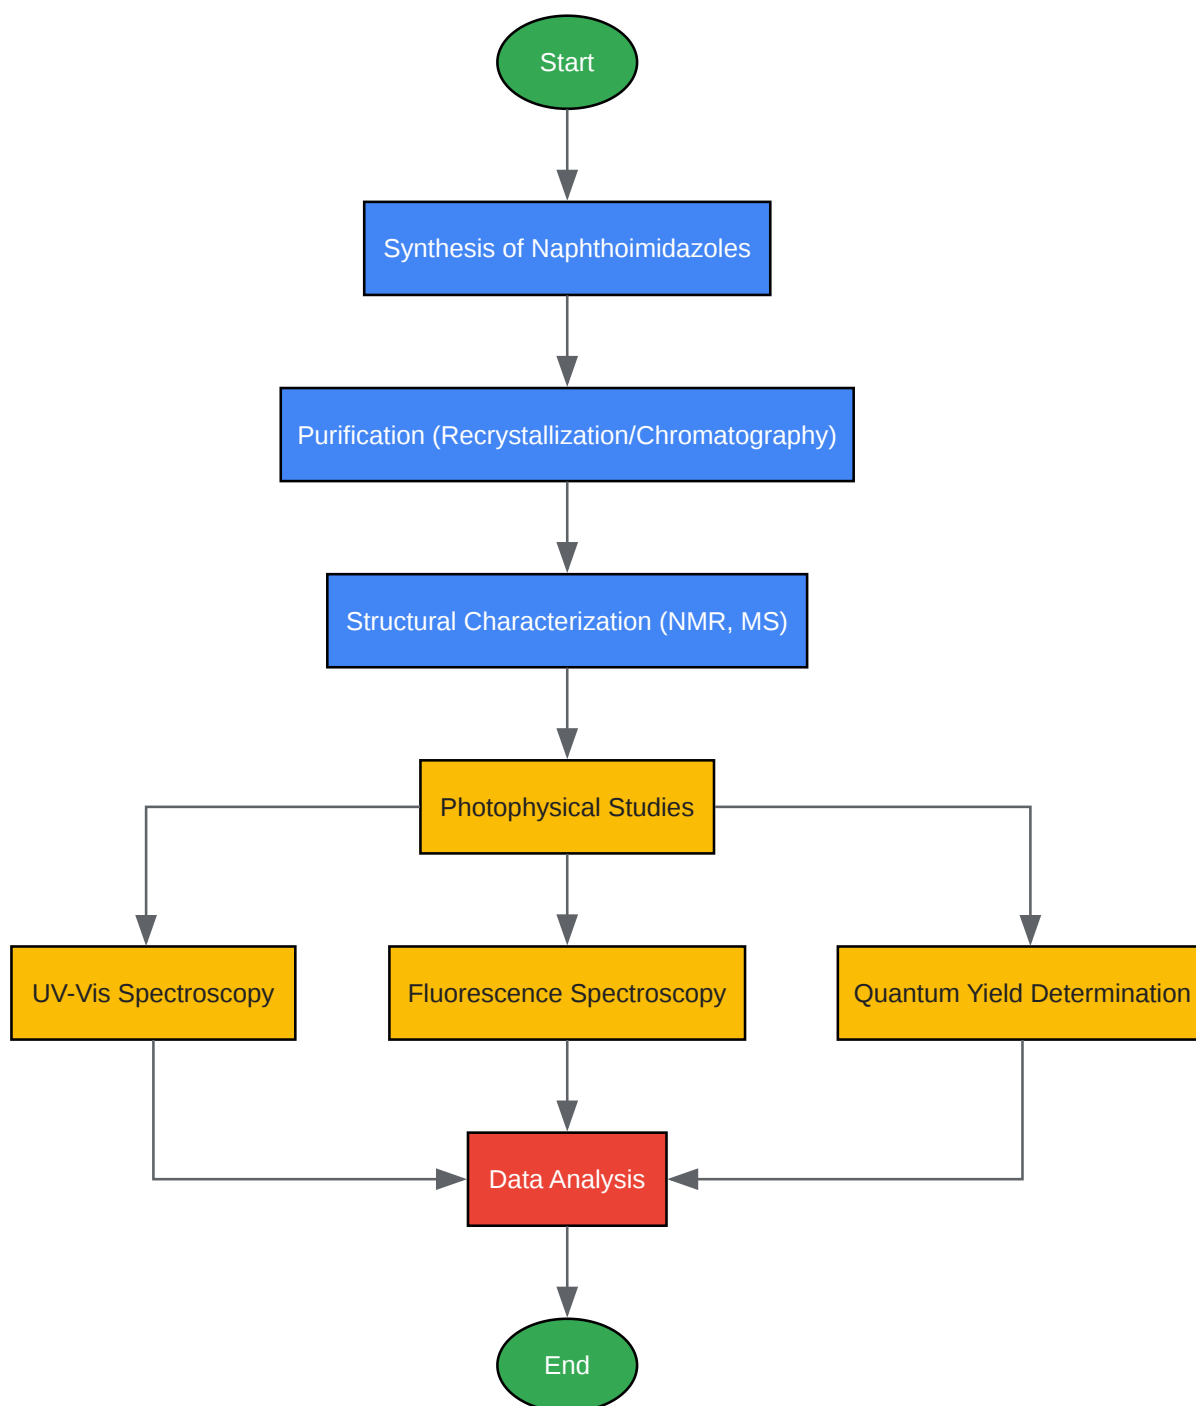 Start
Synthesis of Naphthoimidazoles
Purification (Recrystallization/Chromatography)
Structural Characterization (NMR, MS)
Photophysical Studies
UV-Vis Spectroscopy
Fluorescence Spectroscopy
Quantum Yield Determination
Data Analysis
End